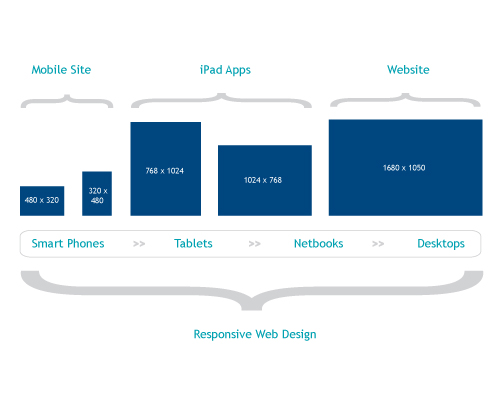 Mobile Site
iPad Apps
Website
480 x 320
320 x
480
768 x 1024
1024 x 768
1680 x 1050
Smart Phones >> Tablets >> Netbooks >> Desktops
Responsive Web Design